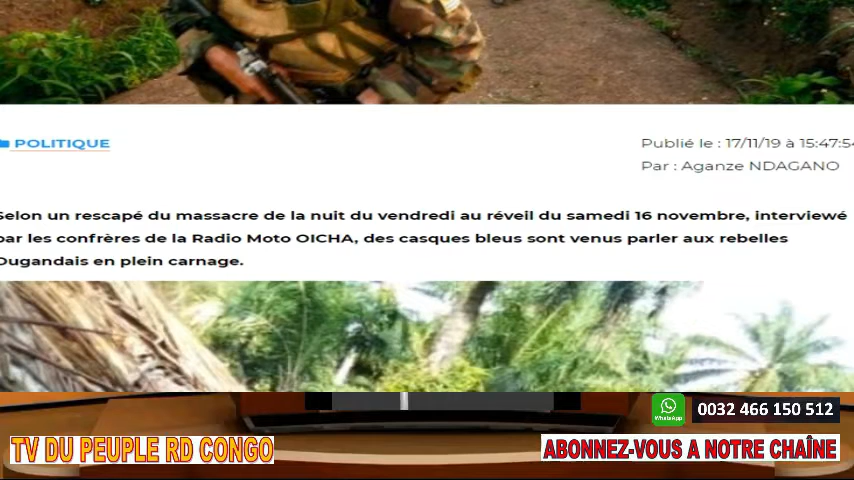 POLITIQUE
Publié le : 17/11/19 à 15:47:54
Par : Aganze NDAGANO
Selon un rescapé du massacre de la nuit du vendredi au réveil du samedi 16 novembre, interviewé
par les confrères de la Radio Moto OICHA, des casques bleus sont venus parler aux rebelles
Ougandais en plein carnage.
WhatsApp
0032 466 150 512
TV DU PEUPLE RD CONGO
ABONNEZ-VOUS A NOTRE CHAÎNE